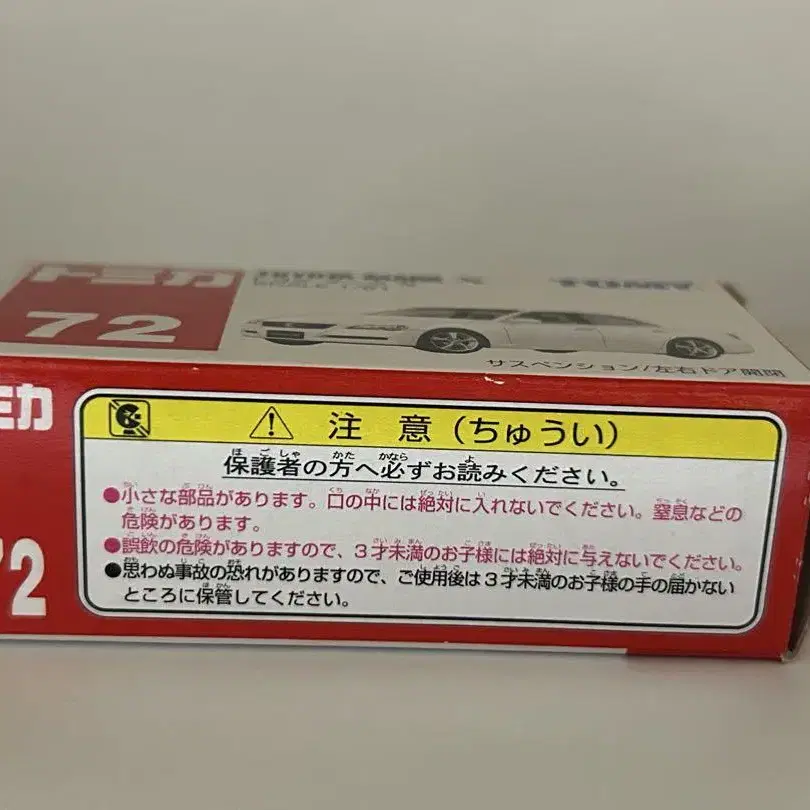 トミカ
72
TOMY
サスペンション/左右ドア開閉
ミカ
72
注 意 (ちゅうい)
保護者の方へ必ずお読みください。
●小さな部品があります。口の中には絶対に入れないでください。窒息などの
危険があります。
●誤飲の危険がありますので、3才未満のお子様には絶対に与えないでください。
●思わぬ事故の恐れがありますので、ご使用後は3才未満のお子様の手の届かない
ところに保管してください。